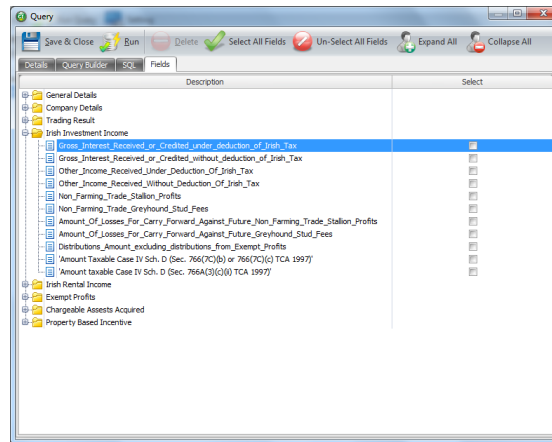 Query
Save & Close Run Delete Select All Fields Un-Select All Fields Expand All Collapse All
Details Query Builder SQL Fields
Description Select
General Details
Company Details
Trading Result
Irish Investment Income
Gross_Interest_Received_or_Credited_under_deduction_of_Irish_Tax
Gross_Interest_Received_or_Credited_without_deduction_of_Irish_Tax
Other_Income_Received_Under_Deduction_Of_Irish_Tax
Other_Income_Received_Without_Deduction_Of_Irish_Tax
Non_Farming_Trade_Stallion_Profits
Non_Farming_Trade_Greyhound_Stud_Fees
Amount_Of_Losses_For_Carry_Forward_Against_Future_Non_Farming_Trade_Stallion_Profits
Amount_Of_Losses_For_Carry_Forward_Against_Future_Greyhound_Stud_Fees
Distributions_Amount_excluding_distributions_from_Exempt_Profits
'Amount Taxable Case IV Sch. D (Sec. 766(7C)(b) or 766(7C)(c) TCA 1997)'
'Amount taxable Case IV Sch. D (Sec. 766A(3)(c)(ii) TCA 1997)'
Irish Rental Income
Exempt Profits
Chargeable Assests Acquired
Property Based Incentive